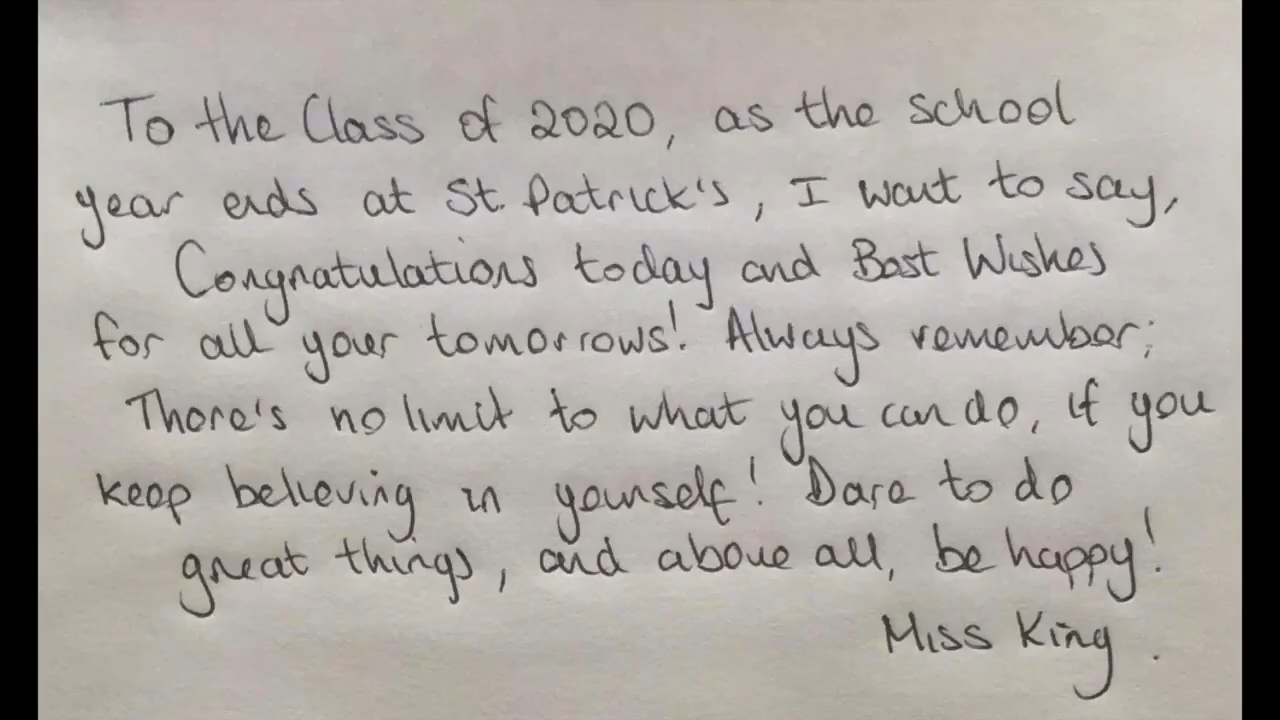 To the Class of 2020, as the school
year ends at St. Patrick's, I want to say,
Congratulations today and Best Wishes
for all your tomorrows! Always remember;
There's no limit to what you can do, if you
keep believing in yourself! Dare to do
great things, and above all, be happy!
Miss King.